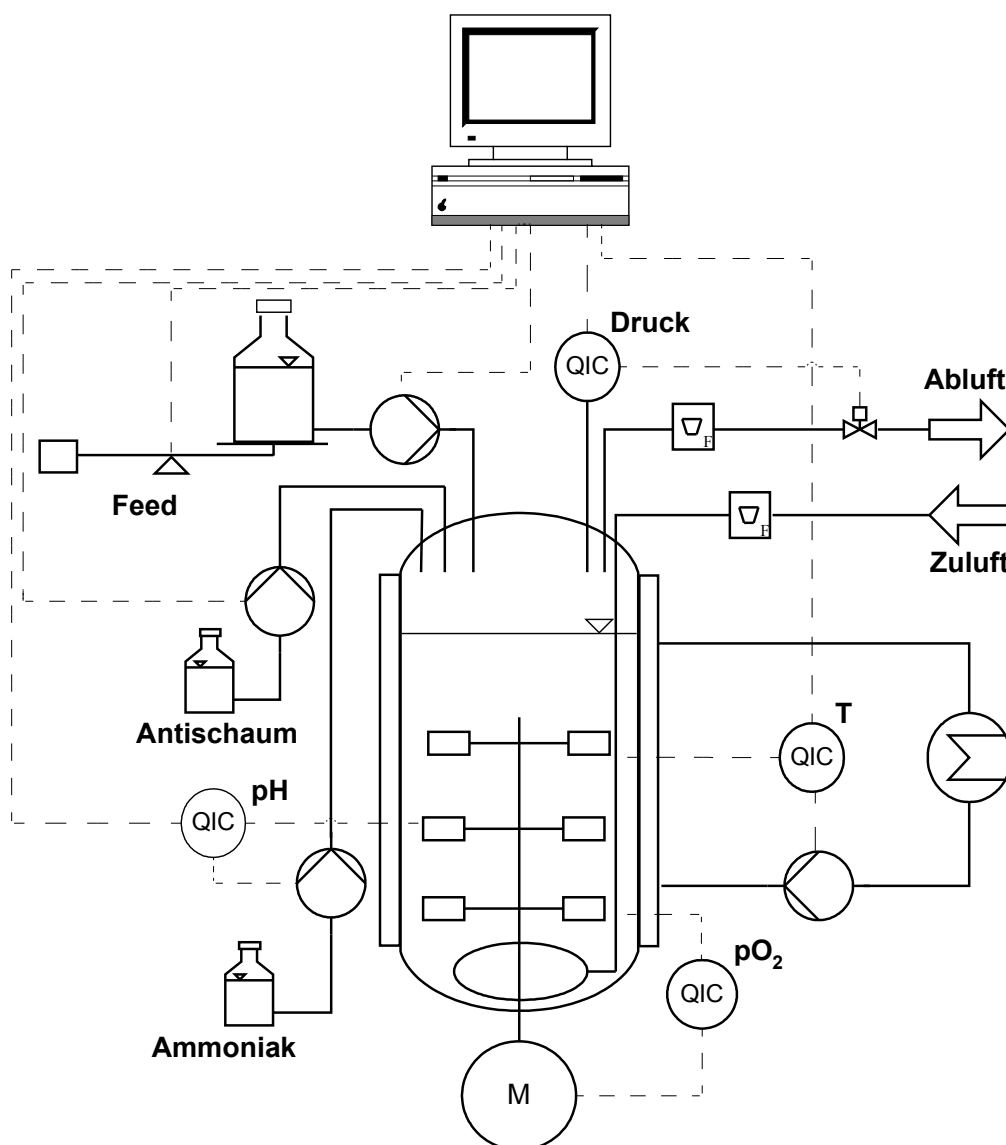 Druck
QIC
Abluft
F
Feed
F
Zuluft
Antischaum
T
QIC
pH
QIC
pO₂
QIC
Ammoniak
M